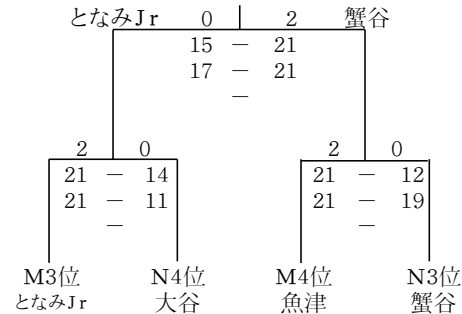 となみJr 0 2 蟹谷
15 － 21
17 － 21
－
2 0 2 0
21 － 14 21 － 12
21 － 11 21 － 19
－ －
M3位 N4位 M4位 N3位
となみJr 大谷 魚津 蟹谷